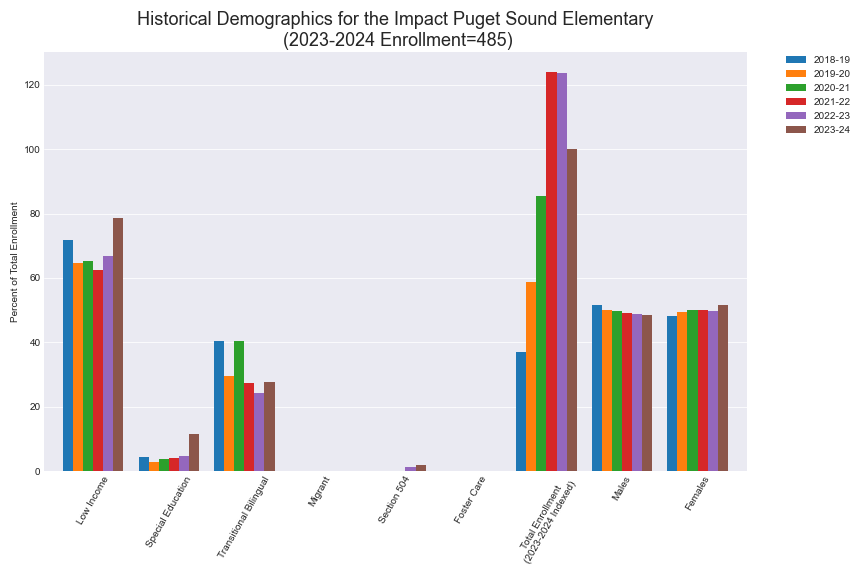 Historical Demographics for the Impact Puget Sound Elementary
(2023-2024 Enrollment=485)
2018-19
2019-20
2020-21
2021-22
2022-23
2023-24
Percent of Total Enrollment
120
100
80
60
40
20
0
Low Income
Special Education
Transitional Bilingual
Migrant
Section 504
Foster Care
Total Enrollment
(2023-2024 Indexed)
Males
Females